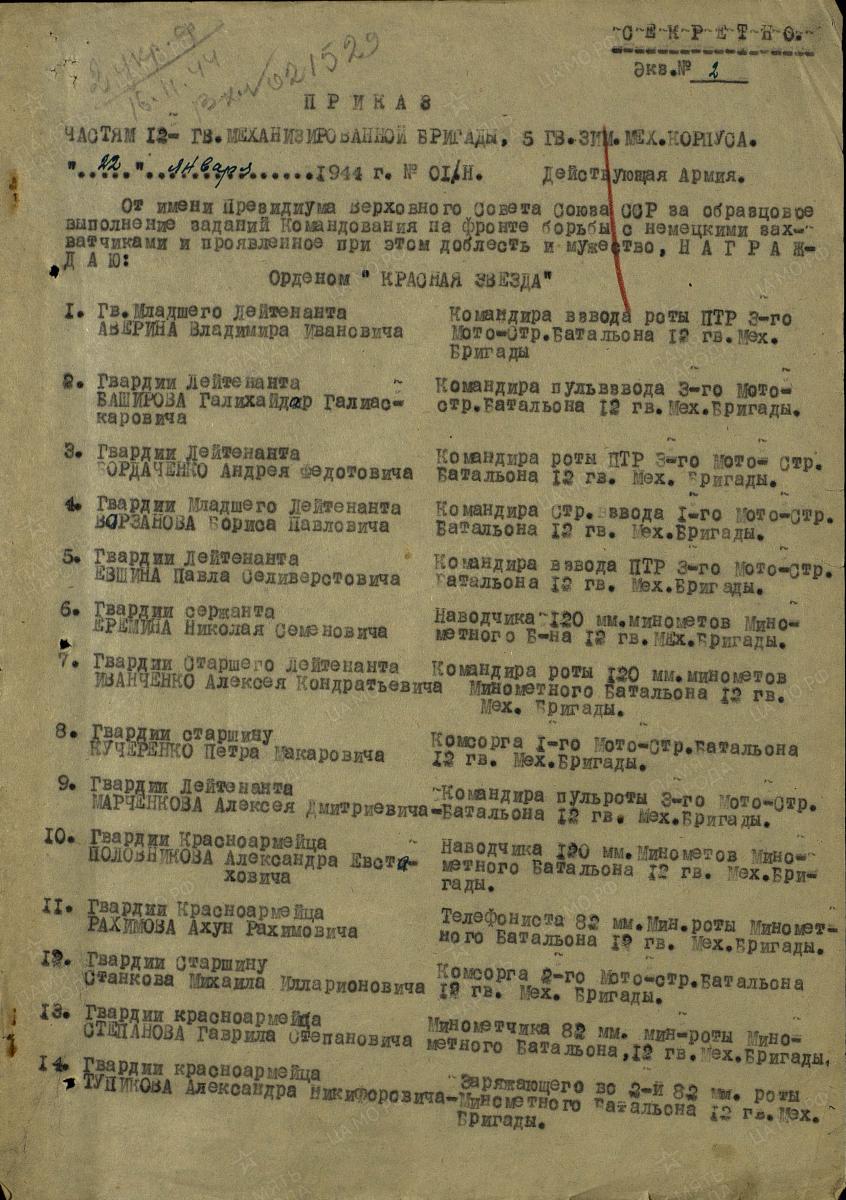 СЕКРЕТНО.
Экз.№ 2
16.11.44
021529
ПРИКАЗ
ЧАСТЯМ 12- ГВ.МЕХАНИЗИРОВАННОЙ БРИГАДЫ, 5 ГВ.ЗИМ.МЕХ.КОРПУСА.
"..22.."..января......1944 г. № 01/Н. Действующая Армия.
От имени Президиума Верховного Совета Союза ССР за образцовое
выполнение заданий Командования на фронте борьбы с немецкими зах-
ватчиками и проявленное при этом доблесть и мужество, НАГРАЖ-
ДАЮ:
Орденом " КРАСНАЯ ЗВЕЗДА"
1. Гв.Младшего Лейтенанта Командира взвода роты ПТР 3-го
АВЕРИНА Владимира Ивановича Мото-Стр.Батальона 12 гв.Мех.
Бригады
2. Гвардии Лейтенанта Командира пульвзвода 3-го Мото-
БАШИРОВА Галихайдар Галиас- стр.Батальона 12 гв. Мех.Бригады.
каровича
3. Гвардии Лейтенанта Командира роты ПТР 3-го Мото- Стр.
БОРДАЧЕНКО Андрея Федотовича Батальона 12 гв. Мех. Бригады.
4. Гвардии Младшего Лейтенанта Командира Стр.взвода 1-го Мото-Стр.
ВАРЗАНОВА Бориса Павловича Батальона 12 гв. Мех.Бригады.
5. Гвардии Лейтенанта Командира взвода ПТР 3-го Мото-Стр.
ЕВШИНА Павла Селиверстовича Батальона 12 гв. Мех.Бригады.
6. Гвардии сержанта Наводчика 120 мм.минометов Мино-
ЕРЕМИНА Николая Семеновича метного Б-на 12 гв.МЕХ.Бригады.
7. Гвардии Старшего Лейтенанта Командира роты 120 мм.минометов
ИВАНЧЕНКО Алексея Кондратьевича Минометного Батальона 12 гв.
Мех. Бригады.
8. Гвардии старшину Комсорга 1-го Мото-Стр.Батальона
КУЧЕРЕНКО Петра Макаровича 12 гв. Мех.Бригады.
9. Гвардии Лейтенанта Командира пульроты 3-го Мото-Стр.
МАРЧЕНКОВА Алексея Дмитриевича-Батальона 12 гв. Мех.Бригады.
10. Гвардии Красноармейца Наводчика 120 мм.Минометов Мино-
ПОЛОВНИКОВА Александра Евста- метного Батальона 12 гв. Мех.Бри-
ховича гады.
11. Гвардии Красноармейца Телефониста 82 мм.Мин.роты Миномет-
РАХИМОВА Ахун Рахимовича ного Батальона 12 гв. Мех.Бригады.
12. Гвардии Старшину Комсорга 2-го Мото-стр.Батальона
Станкова Михаила Илларионовича 12 гв. Мех. Бригады.
13. Гвардии красноармейца Минометчика 82 мм. мин-роты Мино-
СТЕПАНОВА Гаврила Степановича метного Батальона,12 гв.Мех.Бригады.
14. Гвардии красноармейца Заряжающего во 2-й 82 мм. роты
ТУПИКОВА Александра Никифоровича-Минометного Батальона 12 гв.Мех.
Бригады.